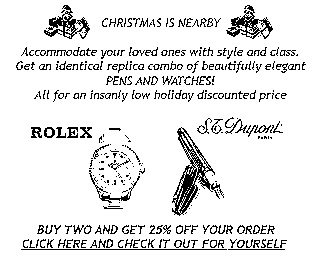 CHRISTMAS IS NEARBY
Accommodate your loved ones with style and class.
Get an identical replica combo of beautifully elegant
PENS AND WATCHES!
All for an insanly low holiday discounted price
ROLEX
S.T. Dupont
PARIS
BUY TWO AND GET 25% OFF YOUR ORDER
CLICK HERE AND CHECK IT OUT FOR YOURSELF